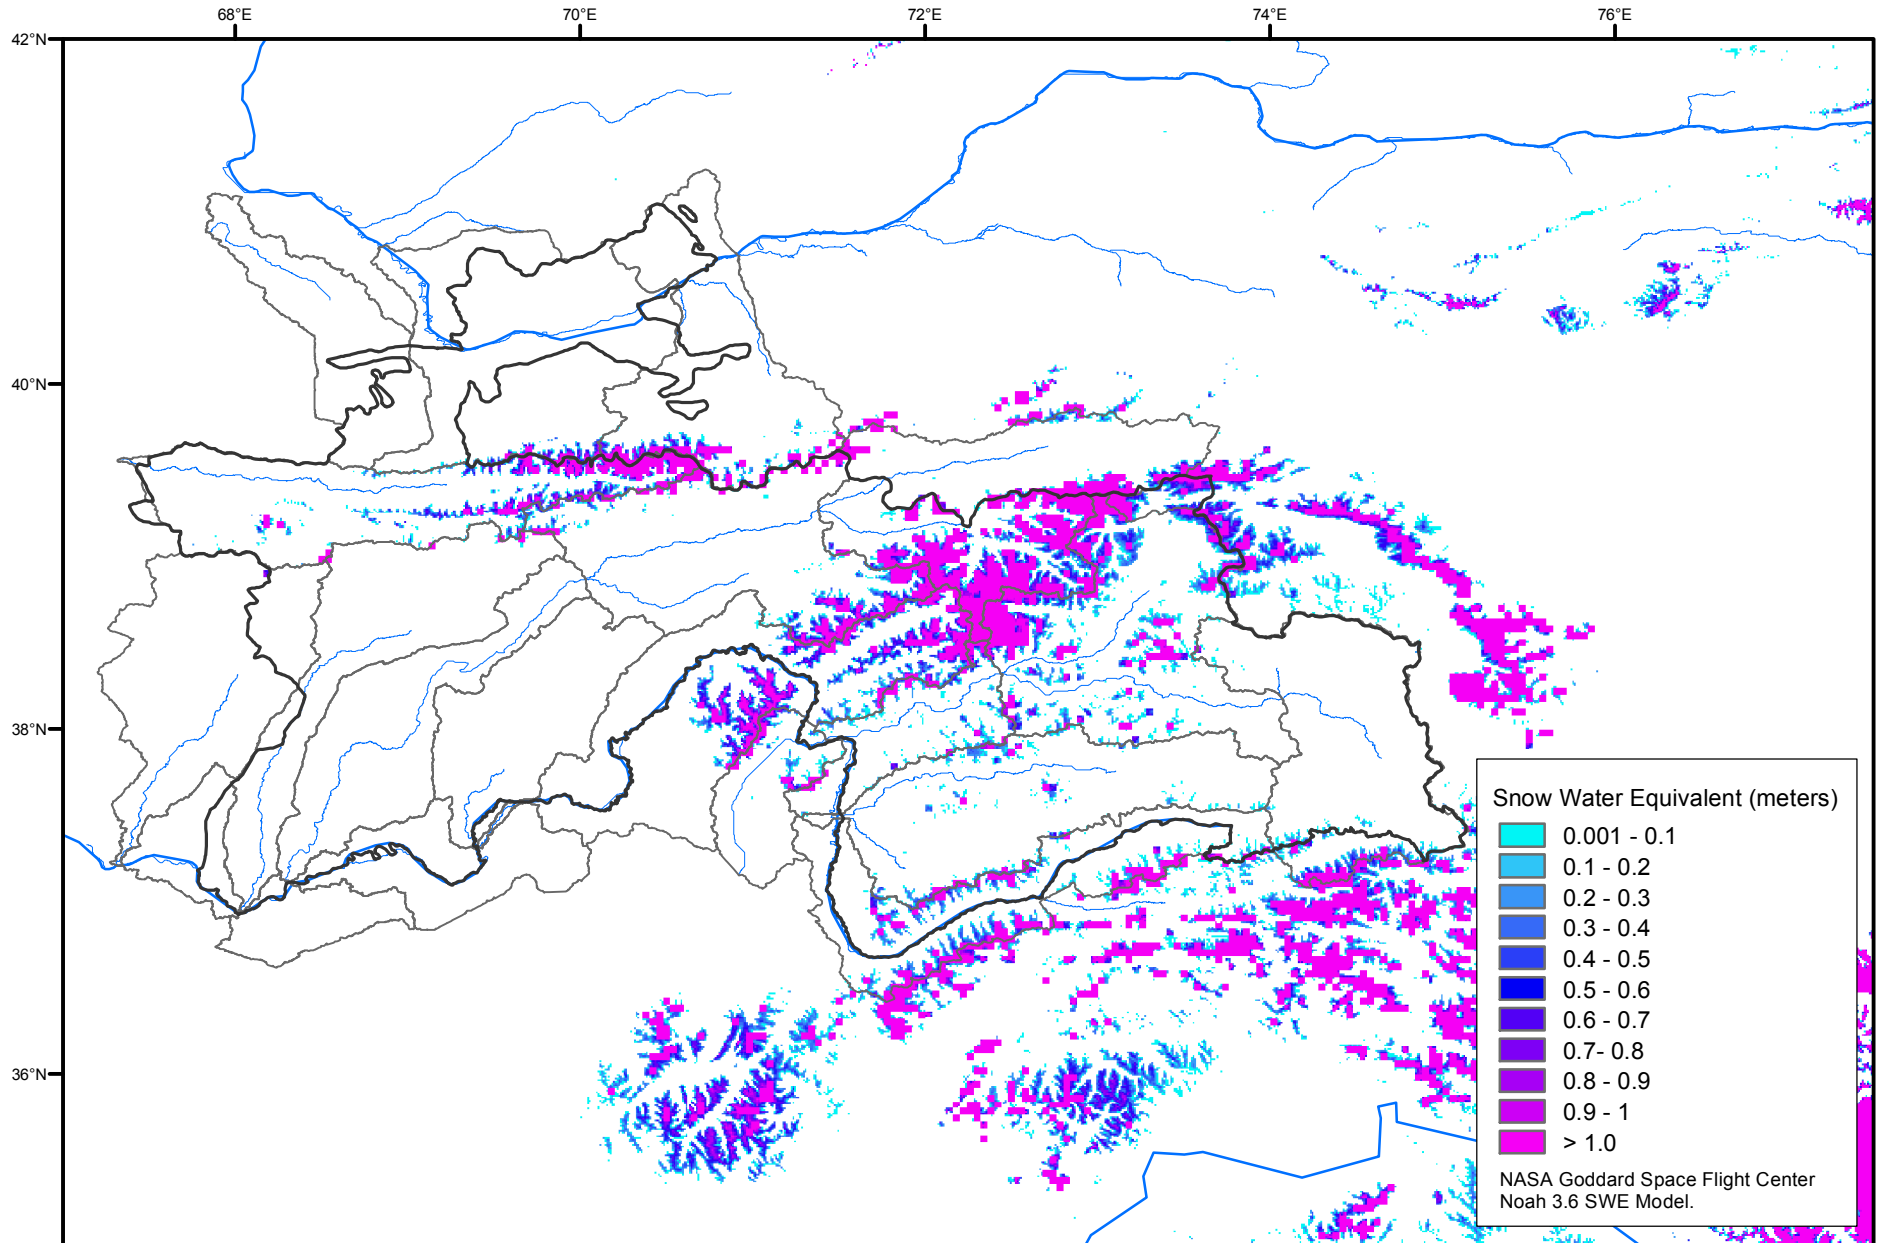 68°E 70°E 72°E 74°E 76°E
42°N
40°N
38°N
36°N
Snow Water Equivalent (meters)
0.001 - 0.1
0.1 - 0.2
0.2 - 0.3
0.3 - 0.4
0.4 - 0.5
0.5 - 0.6
0.6 - 0.7
0.7- 0.8
0.8 - 0.9
0.9 - 1
> 1.0
NASA Goddard Space Flight Center
Noah 3.6 SWE Model.